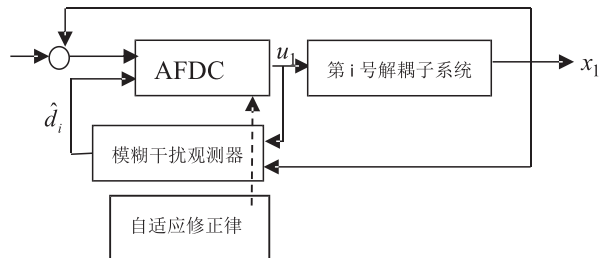 AFDC
u₁
第 i 号解耦子系统
x₁
d̂ᵢ
模糊干扰观测器
自适应修正律